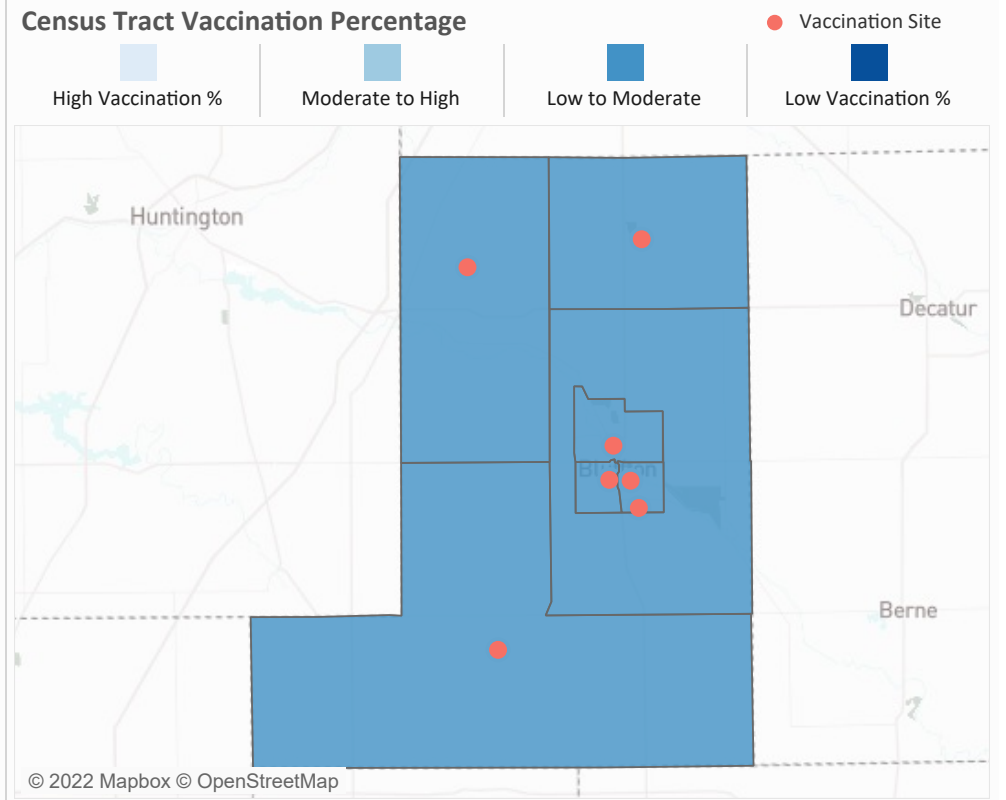 Census Tract Vaccination Percentage
Vaccination Site
High Vaccination %
Moderate to High
Low to Moderate
Low Vaccination %
Huntington
Decatur
Bluffton
Berne
© 2022 Mapbox © OpenStreetMap